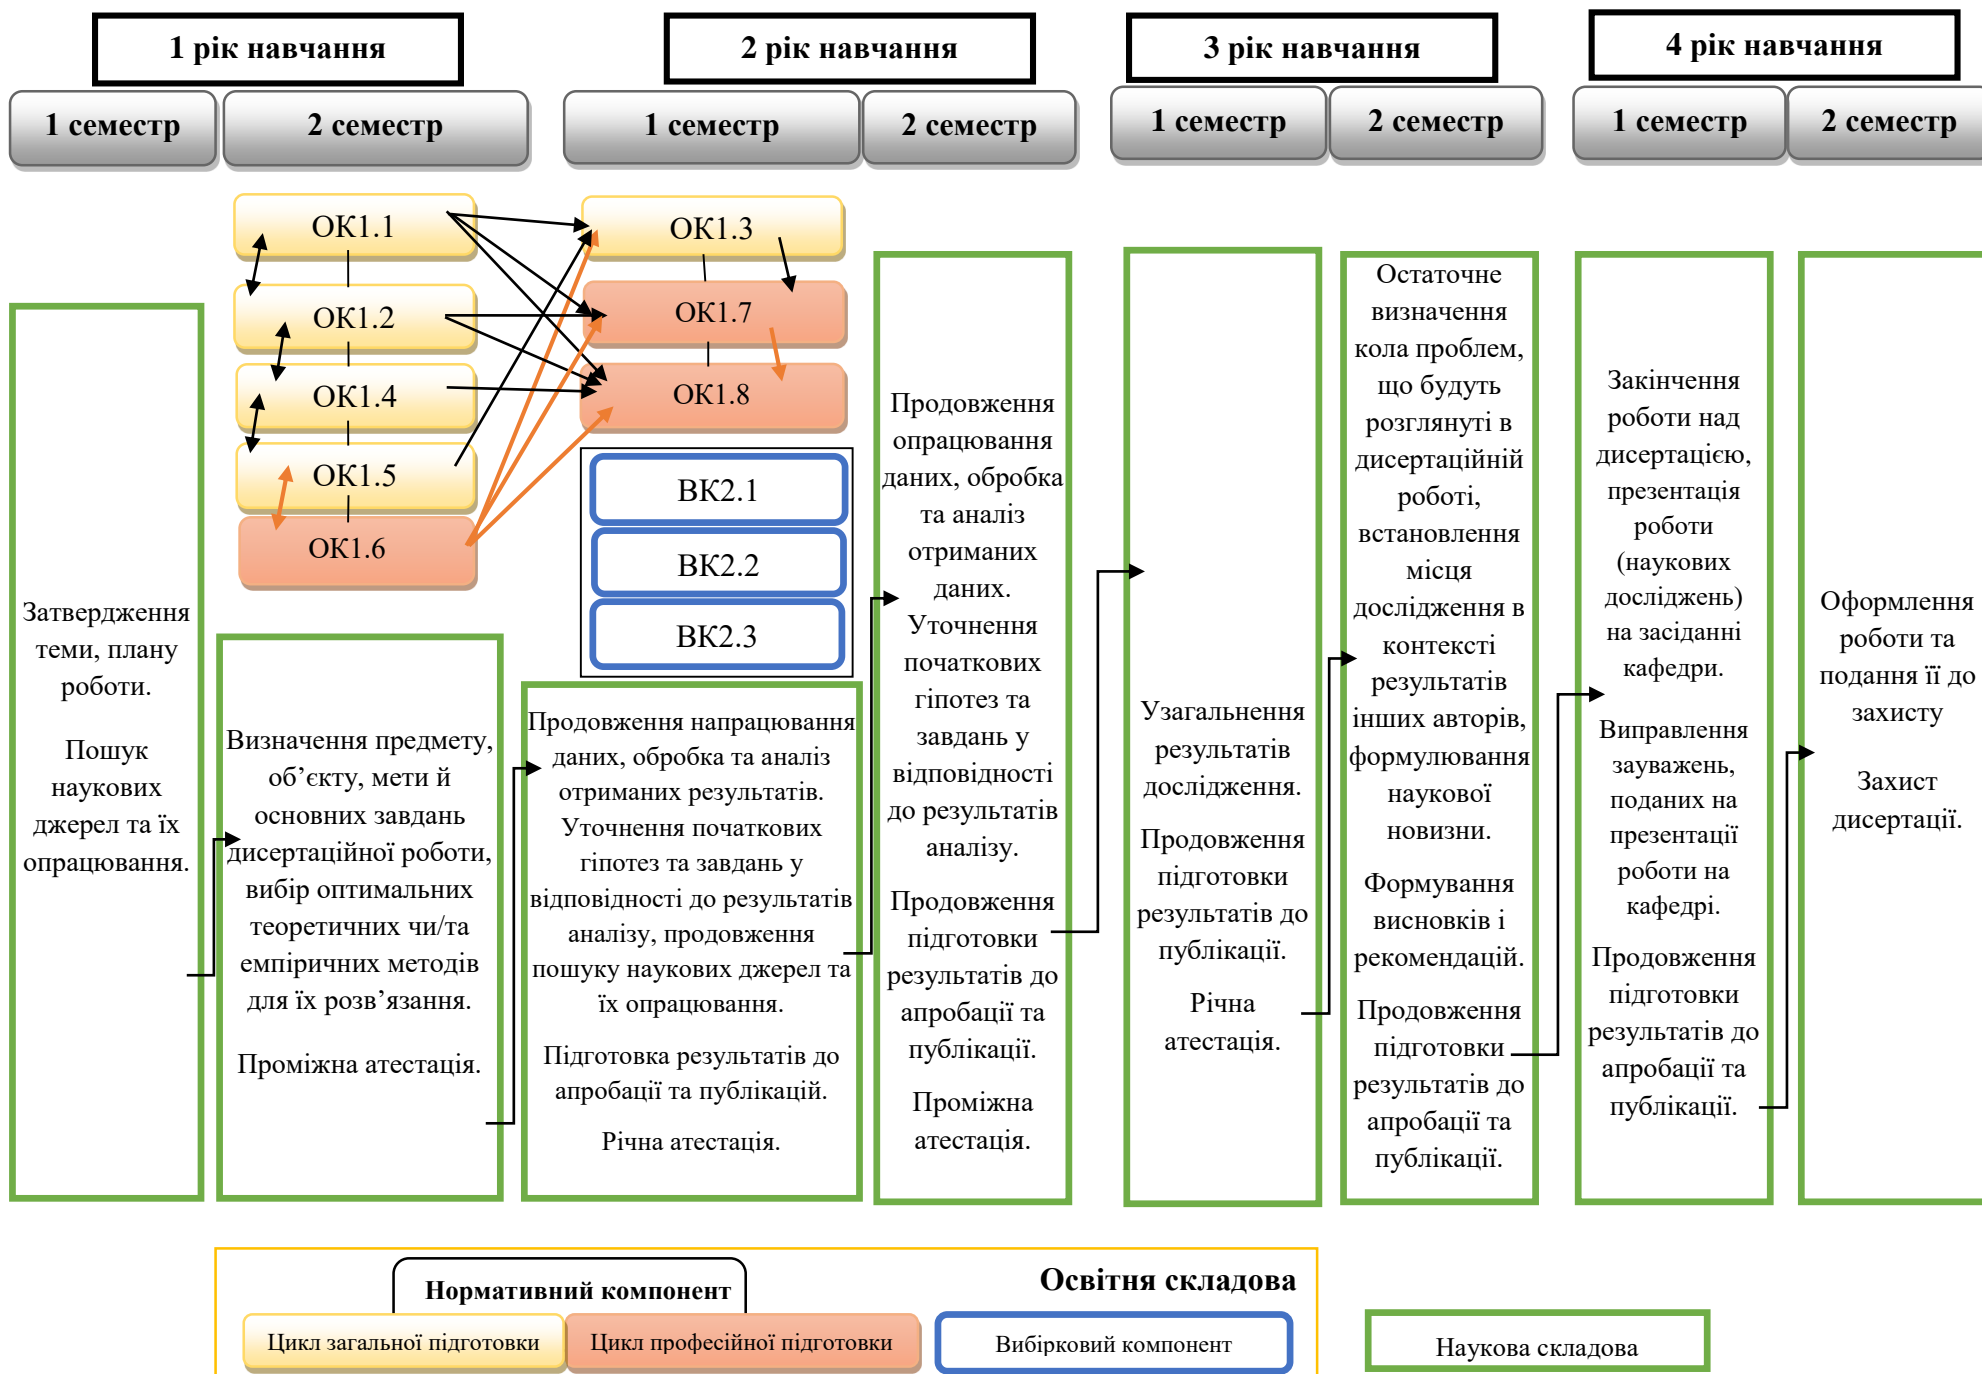 1 рік навчання
2 рік навчання
3 рік навчання
4 рік навчання
1 семестр
2 семестр
1 семестр
2 семестр
1 семестр
2 семестр
1 семестр
2 семестр
ОК1.1
ОК1.2
ОК1.4
ОК1.5
ОК1.6
ОК1.3
ОК1.7
ОК1.8
ВК2.1
ВК2.2
ВК2.3
Затвердження
теми, плану
роботи.
Пошук
наукових
джерел та їх
опрацювання.
Визначення предмету,
об’єкту, мети й
основних завдань
дисертаційної роботи,
вибір оптимальних
теоретичних чи/та
емпіричних методів
для їх розв’язання.
Проміжна атестація.
Продовження напрацювання
даних, обробка та аналіз
отриманих результатів.
Уточнення початкових
гіпотез та завдань у
відповідності до результатів
аналізу, продовження
пошуку наукових джерел та
їх опрацювання.
Підготовка результатів до
апробації та публікацій.
Річна атестація.
Продовження
опрацювання
даних, обробка
та аналіз
отриманих
даних.
Уточнення
початкових
гіпотез та
завдань у
відповідності
до результатів
аналізу.
Продовження
підготовки
результатів до
апробації та
публікації.
Проміжна
атестація.
Узагальнення
результатів
дослідження.
Продовження
підготовки
результатів до
публікації.
Річна
атестація.
Остаточне
визначення
кола проблем,
що будуть
розглянуті в
дисертаційній
роботі,
встановлення
місця
дослідження в
контексті
результатів
інших авторів,
формулювання
наукової
новизни.
Формування
висновків і
рекомендацій.
Продовження
підготовки
результатів до
апробації та
публікації.
Закінчення
роботи над
дисертацією,
презентація
роботи
(наукових
досліджень)
на засіданні
кафедри.
Виправлення
зауважень,
поданих на
презентації
роботи на
кафедрі.
Продовження
підготовки
результатів до
апробації та
публікації.
Оформлення
роботи та
подання її до
захисту
Захист
дисертації.
Нормативний компонент
Освітня складова
Цикл загальної підготовки
Цикл професійної підготовки
Вибірковий компонент
Наукова складова